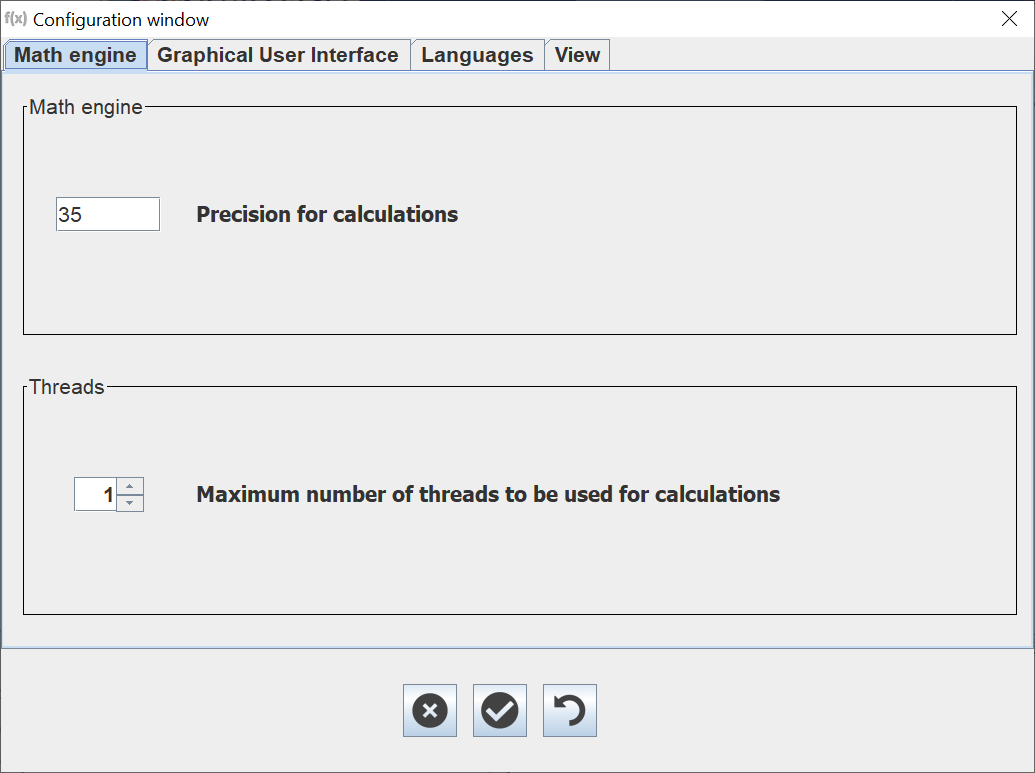 f(x) Configuration window
Math engine Graphical User Interface Languages View
Math engine
35 Precision for calculations
Threads
1 Maximum number of threads to be used for calculations